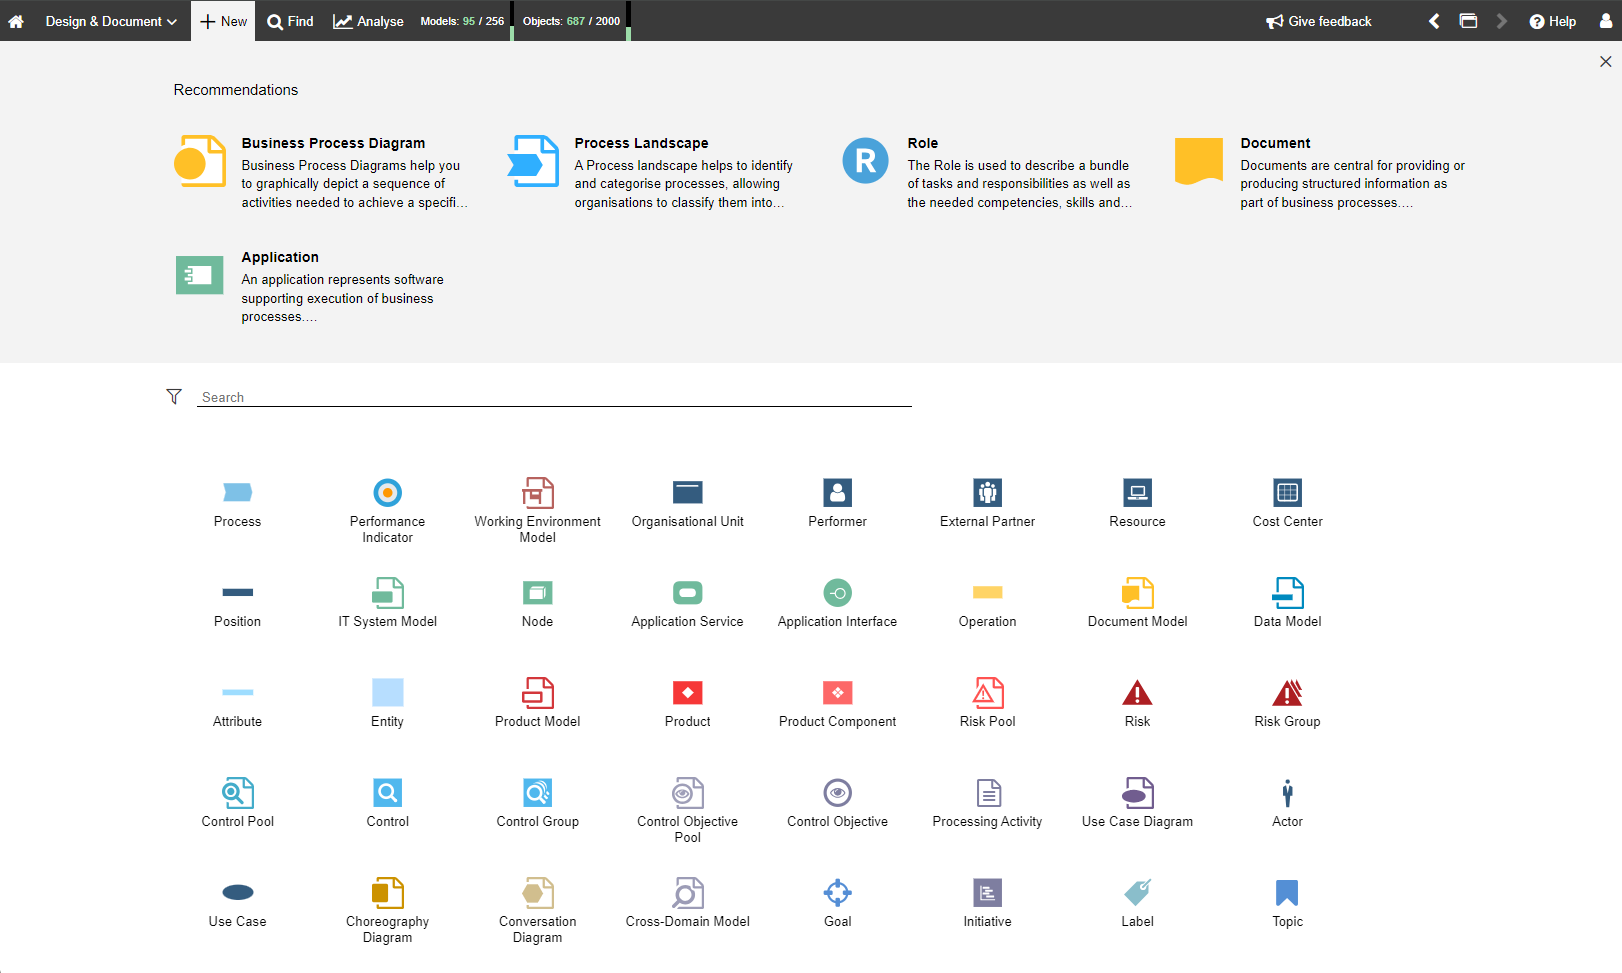 Design & Document
New
Find
Analyse
Models: 95 / 256
Objects: 687 / 2000
Give feedback
Help
Recommendations
Business Process Diagram
Business Process Diagrams help you
to graphically depict a sequence of
activities needed to achieve a specifi...
Process Landscape
A Process landscape helps to identify
and categorise processes, allowing
organisations to classify them into...
Role
The Role is used to describe a bundle
of tasks and responsibilities as well as
the needed competencies, skills and...
Document
Documents are central for providing or
producing structured information as
part of business processes....
Application
An application represents software
supporting execution of business
processes....
Search
Process
Performance
Indicator
Working Environment
Model
Organisational Unit
Performer
External Partner
Resource
Cost Center
Position
IT System Model
Node
Application Service
Application Interface
Operation
Document Model
Data Model
Attribute
Entity
Product Model
Product
Product Component
Risk Pool
Risk
Risk Group
Control Pool
Control
Control Group
Control Objective
Pool
Control Objective
Processing Activity
Use Case Diagram
Actor
Use Case
Choreography
Diagram
Conversation
Diagram
Cross-Domain Model
Goal
Initiative
Label
Topic